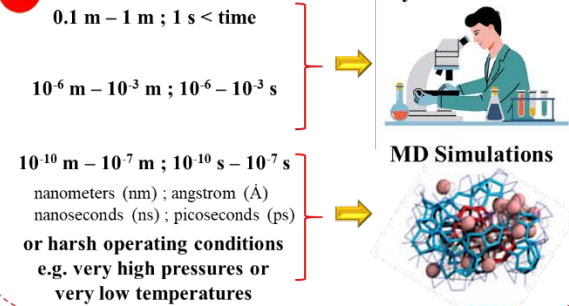 0.1 m – 1 m ; 1 s < time
10⁻⁶ m – 10⁻³ m ; 10⁻⁶ – 10⁻³ s
10⁻¹⁰ m – 10⁻⁷ m ; 10⁻¹⁰ s – 10⁻⁷ s
nanometers (nm) ; angstrom (Å)
nanoseconds (ns) ; picoseconds (ps)
or harsh operating conditions
e.g. very high pressures or
very low temperatures
MD Simulations